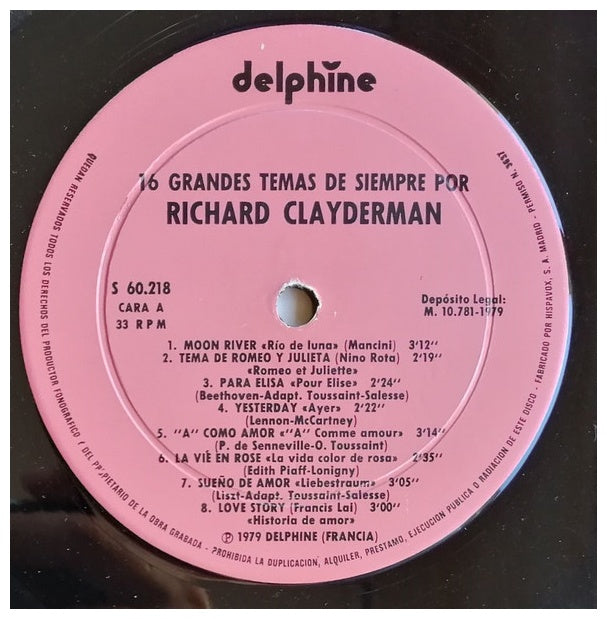 delphine
16 GRANDES TEMAS DE SIEMPRE POR
RICHARD CLAYDERMAN
S 60.218
CARA A
33 RPM
Depósito Legal:
M. 10.781-1979
1. MOON RIVER «Río de luna» (Mancini) 3'12''
2. TEMA DE ROMEO Y JULIETA (Nino Rota) 2'19''
«Romeo et Juliette»
3. PARA ELISA «Pour Elise» 2'24''
(Beethoven-Adapt. Toussaint-Salesse)
4. YESTERDAY «Ayer» 2'22''
(Lennon-McCartney)
5. "A" COMO AMOR «"A" Comme amour» 3'14''
(P. de Senneville-O. Toussaint)
6. LA VIÈ EN ROSE «La vida color de rosa» 2'35''
(Edith Piaff-Lonigny)
7. SUEÑO DE AMOR «Liebestraum» 3'05''
(Liszt-Adapt. Toussaint-Salesse)
8. LOVE STORY (Francis Lai) 3'00''
«Historia de amor»
Ⓟ 1979 DELPHINE (FRANCIA)
QUEDAN RESERVADOS TODOS LOS DERECHOS DEL PRODUCTOR FONOGRAFICO Y DEL PROPIETARIO DE LA OBRA GRABADA - PROHIBIDA LA DUPLICACION, ALQUILER, PRESTAMO, EJECUCION PUBLICA O RADIACION DE ESTE DISCO - FABRICADO POR HISPAVOX, S. A. MADRID - PERMISO N. 3637